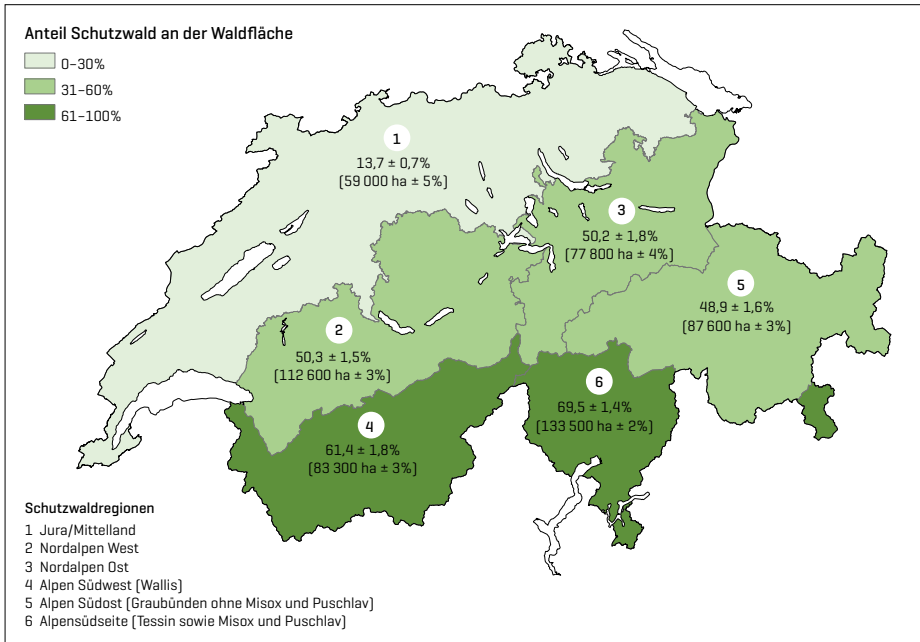 Anteil Schutzwald an der Waldfläche
0–30%
31–60%
61–100%
1
13,7 ± 0,7%
(59 000 ha ± 5%)
3
50,2 ± 1,8%
(77 800 ha ± 4%)
5
48,9 ± 1,6%
(87 600 ha ± 3%)
2
50,3 ± 1,5%
(112 600 ha ± 3%)
6
69,5 ± 1,4%
(133 500 ha ± 2%)
4
61,4 ± 1,8%
(83 300 ha ± 3%)
Schutzwaldregionen
1 Jura/Mittelland
2 Nordalpen West
3 Nordalpen Ost
4 Alpen Südwest (Wallis)
5 Alpen Südost (Graubünden ohne Misox und Puschlav)
6 Alpensüdseite (Tessin sowie Misox und Puschlav)